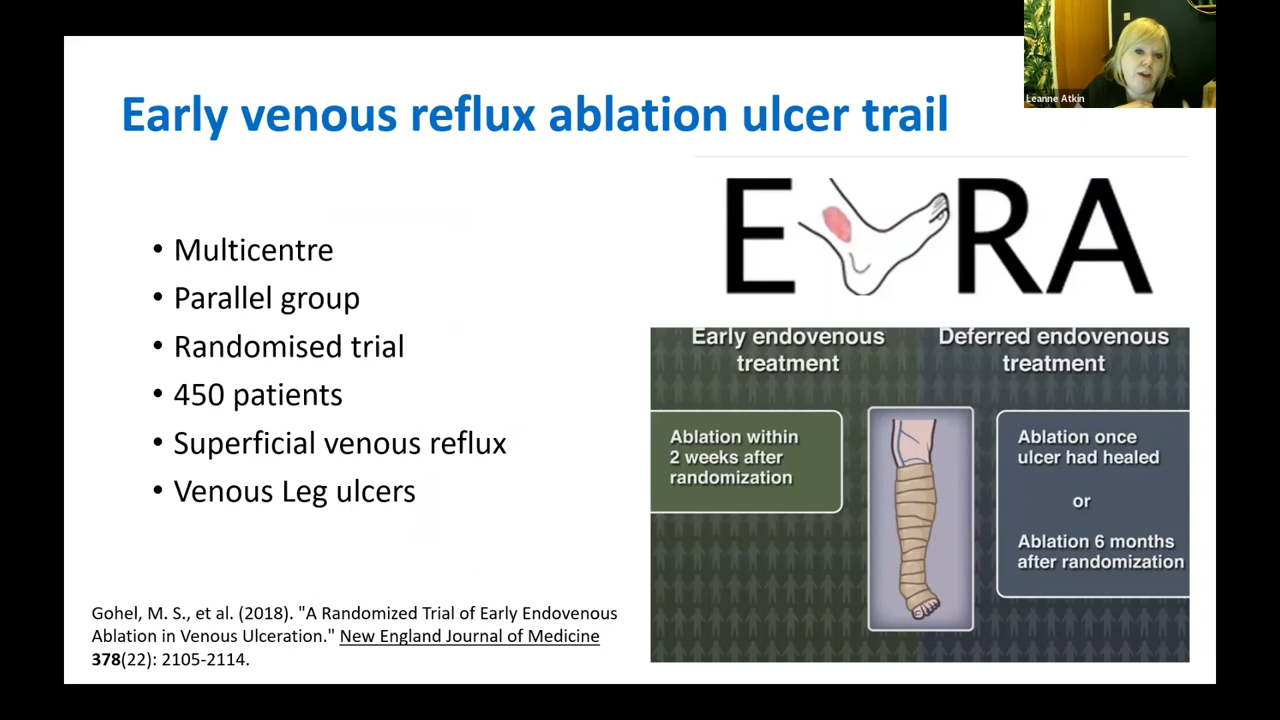 Leanne Atkin
Early venous reflux ablation ulcer trail
• Multicentre
• Parallel group
• Randomised trial
• 450 patients
• Superficial venous reflux
• Venous Leg ulcers
E RA
Early endovenous
treatment
Deferred endovenous
treatment
Ablation within
2 weeks after
randomization
Ablation once
ulcer had healed
or
Ablation 6 months
after randomization
Gohel, M. S., et al. (2018). "A Randomized Trial of Early Endovenous
Ablation in Venous Ulceration." New England Journal of Medicine
378(22): 2105-2114.